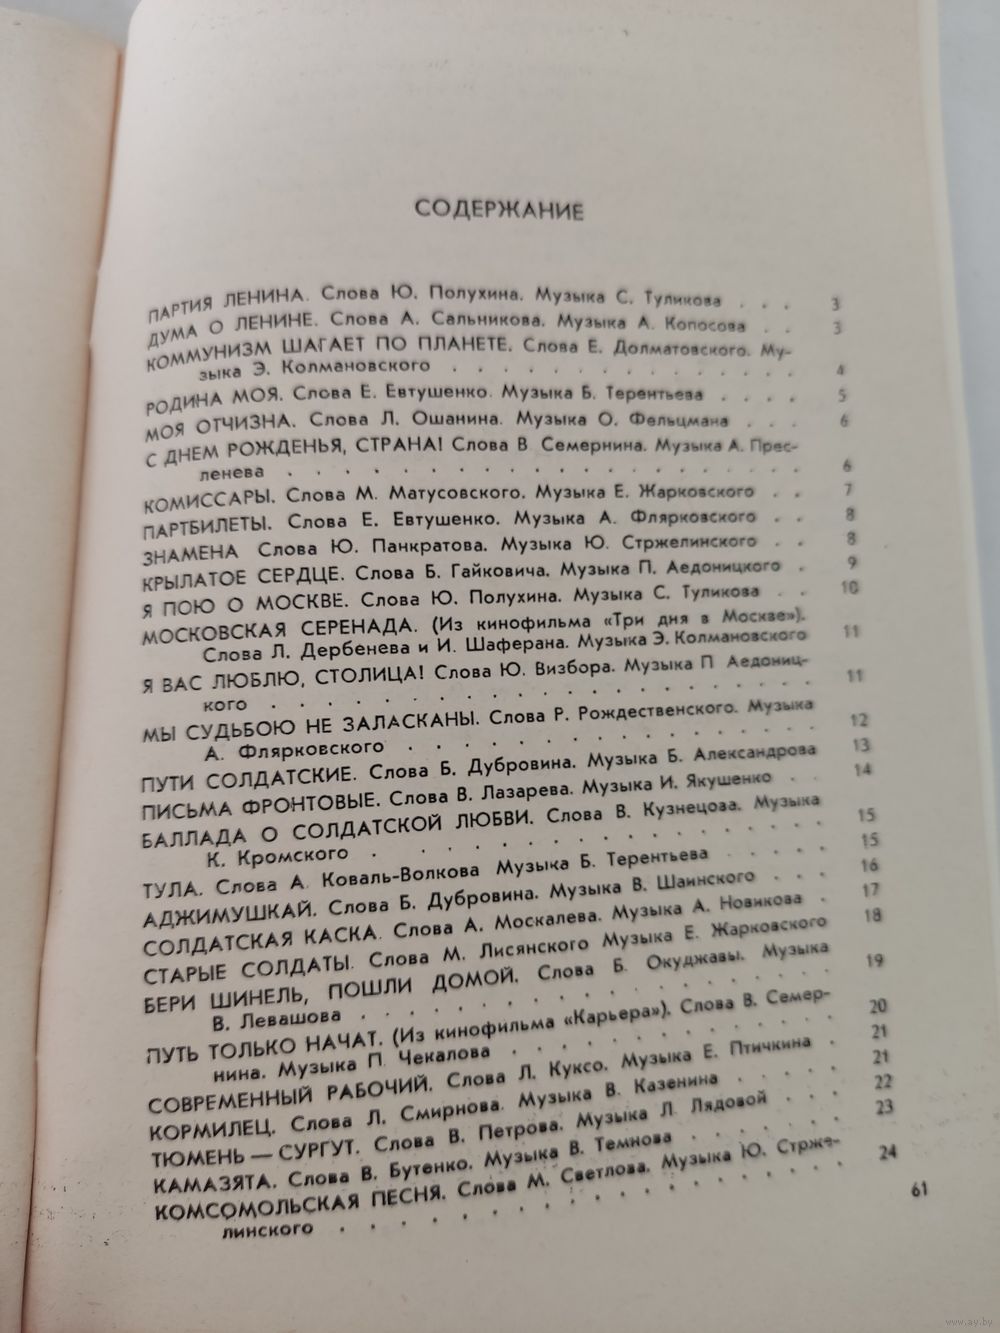 СОДЕРЖАНИЕ
ПАРТИЯ ЛЕНИНА. Слова Ю. Полухина. Музыка С. Туликова . . . 3
ДУМА О ЛЕНИНЕ. Слова А. Сальникова. Музыка А. Копосова . . 3
КОММУНИЗМ ШАГАЕТ ПО ПЛАНЕТЕ. Слова Е. Долматовского. Му-
зыка Э. Колмановского . . . . . . . . . . . . . 4
РОДИНА МОЯ. Слова Е. Евтушенко. Музыка Б. Терентьева . . . . 5
МОЯ ОТЧИЗНА. Слова Л. Ошанина. Музыка О. Фельцмана . . . 6
С ДНЕМ РОЖДЕНЬЯ, СТРАНА! Слова В Семернина. Музыка А. Прес-
ленева . . . . . . . . . . . . . . . . . . 6
КОМИССАРЫ. Слова М. Матусовского. Музыка Е. Жарковского . . 7
ПАРТБИЛЕТЫ. Слова Е. Евтушенко. Музыка А. Флярковского . . 8
ЗНАМЕНА Слова Ю. Панкратова. Музыка Ю. Стржелинского . . 8
КРЫЛАТОЕ СЕРДЦЕ. Слова Б. Гайковича. Музыка П. Аедоницкого . 9
Я ПОЮ О МОСКВЕ. Слова Ю. Полухина. Музыка С. Туликова . . 10
МОСКОВСКАЯ СЕРЕНАДА. (Из кинофильма «Три дня в Москве»).
Слова Л. Дербенева и И. Шаферана. Музыка Э. Колмановского 11
Я ВАС ЛЮБЛЮ, СТОЛИЦА! Слова Ю. Визбора. Музыка П Аедониц-
кого . . . . . . . . . . . . . . . . . . . 11
МЫ СУДЬБОЮ НЕ ЗАЛАСКАНЫ. Слова Р. Рождественского. Музыка
А. Флярковского . . . . . . . . . . . . . . . 12
ПУТИ СОЛДАТСКИЕ. Слова Б. Дубровина. Музыка Б. Александрова 13
ПИСЬМА ФРОНТОВЫЕ. Слова В. Лазарева. Музыка И. Якушенко . . 14
БАЛЛАДА О СОЛДАТСКОЙ ЛЮБВИ. Слова В. Кузнецова. Музыка
К. Кромского . . . . . . . . . . . . . . . . 15
ТУЛА. Слова А. Коваль-Волкова Музыка Б. Терентьева . . . . . 15
АДЖИМУШКАЙ. Слова Б. Дубровина. Музыка В. Шаинского . . . 16
СОЛДАТСКАЯ КАСКА. Слова А. Москалева. Музыка А. Новикова . 17
СТАРЫЕ СОЛДАТЫ. Слова М. Лисянского Музыка Е. Жарковского 18
БЕРИ ШИНЕЛЬ, ПОШЛИ ДОМОЙ. Слова Б. Окуджавы. Музыка
В. Левашова . . . . . . . . . . . . . . . . 19
ПУТЬ ТОЛЬКО НАЧАТ. (Из кинофильма «Карьера»). Слова В. Семер-
нина. Музыка П. Чекалова . . . . . . . . . . . . 20
СОВРЕМЕННЫЙ РАБОЧИЙ. Слова Л. Куксо. Музыка Е. Птичкина . 21
КОРМИЛЕЦ. Слова Л. Смирнова. Музыка В. Казенина . . . . 21
ТЮМЕНЬ — СУРГУТ. Слова В. Петрова. Музыка Л. Лядовой . . . 22
КАМАЗЯТА. Слова В. Бутенко. Музыка В. Темнова . . . . . . 23
КОМСОМОЛЬСКАЯ ПЕСНЯ. Слова М. Светлова. Музыка Ю. Стрже-
линского . . . . . . . . . . . . . . . . . 24
61
www.ay.by